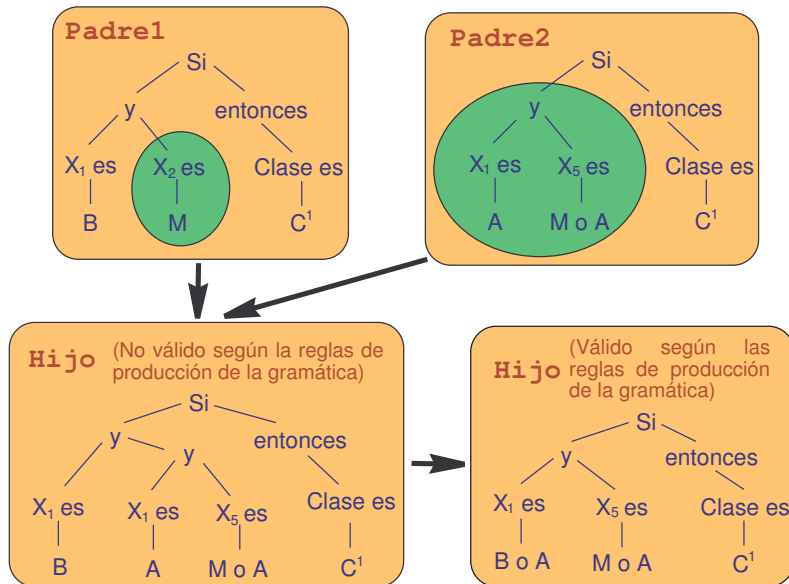 Padre1
Si
y
entonces
X₁ es
X₂ es
Clase es
B
M
C¹
Padre2
Si
y
entonces
X₁ es
X₅ es
Clase es
A
M o A
C¹
Hijo (No válido según la reglas de
producción de la gramática)
Si
y
entonces
y
X₁ es
X₁ es
X₅ es
Clase es
B
A
M o A
C¹
Hijo (Válido según las
reglas de producción
de la gramática)
Si
y
entonces
X₁ es
X₅ es
Clase es
B o A
M o A
C¹